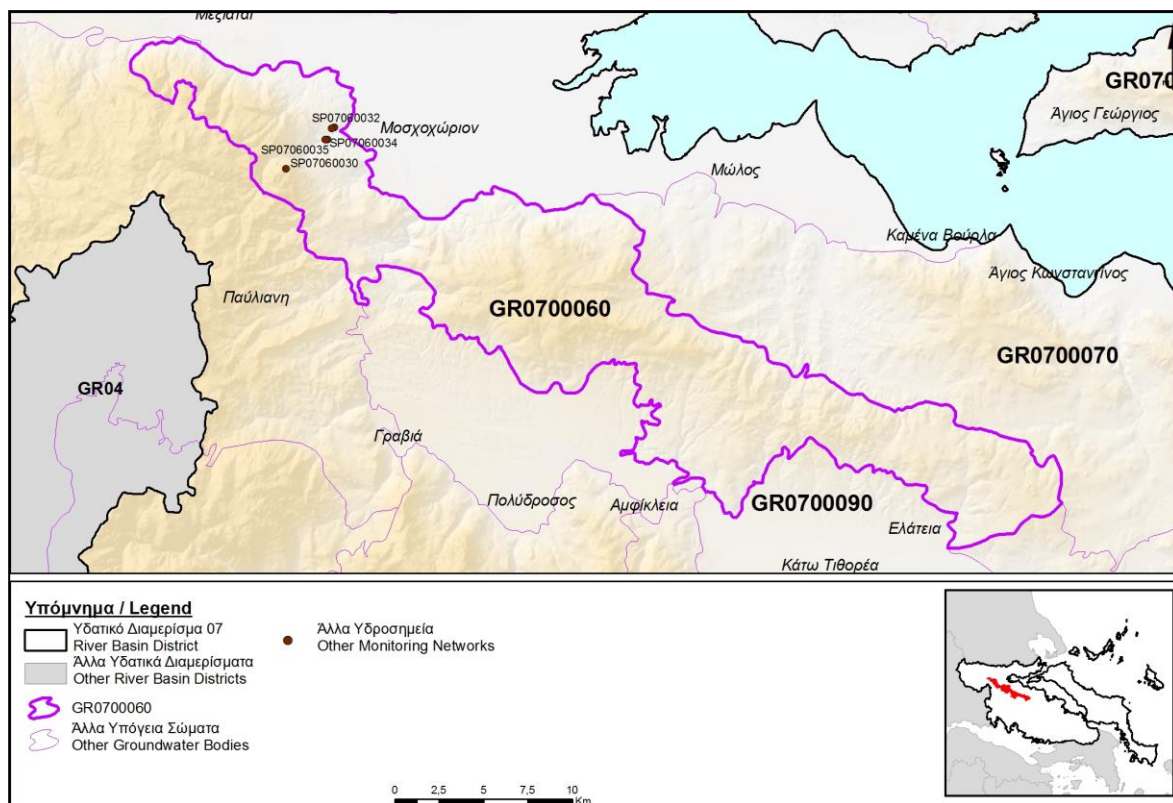 Μεξιάται
GR070
Άγιος Γεώργιος
SP07060032
Μοσχοχώριον
SP07060034
SP07060035
SP07060030
Μώλος
Καμένα Βούρλα
Άγιος Κωνσταντίνος
Παύλιανη
GR0700060
GR0700070
GR04
Γραβιά
Πολύδροσος
Αμφίκλεια
GR0700090
Ελάτεια
Κάτω Τιθορέα
Υπόμνημα / Legend
Υδατικό Διαμερίσμα 07
River Basin District
Άλλα Υδατικά Διαμερίσματα
Other River Basin Districts
GR0700060
Άλλα Υπόγεια Σώματα
Other Groundwater Bodies
Άλλα Υδροσημεία
Other Monitoring Networks
0 2,5 5 7,5 10
Km